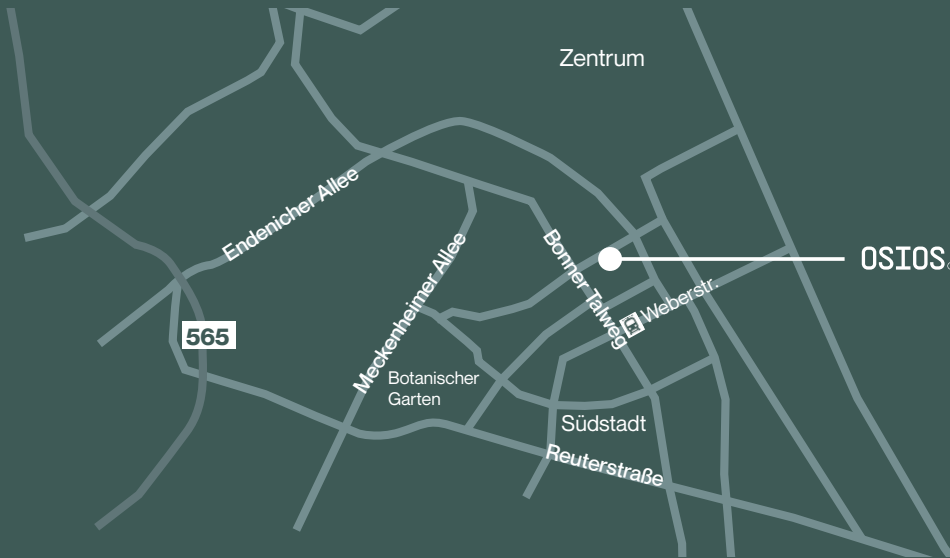 Zentrum
Endenicher Allee
Meckenheimer Allee
Bonner Talweg
OSIOS
Weberstr.
565
Botanischer
Garten
Südstadt
Reuterstraße